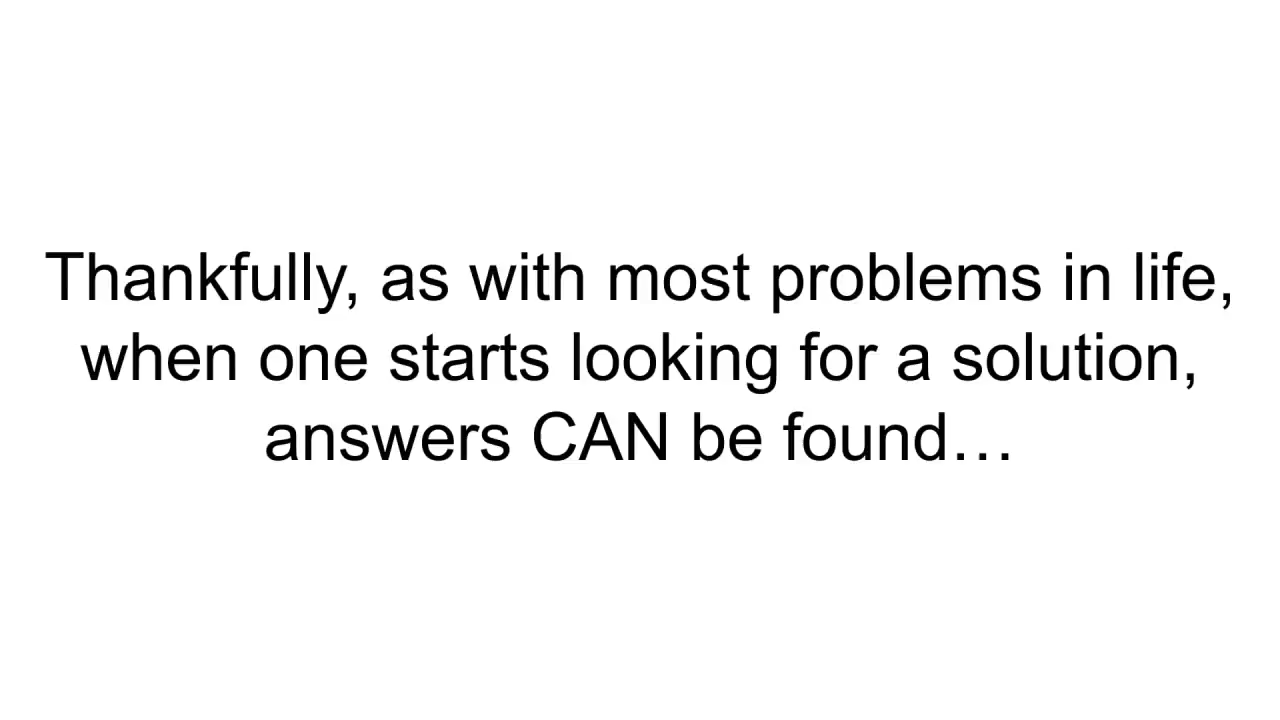 Thankfully, as with most problems in life,
when one starts looking for a solution,
answers CAN be found…